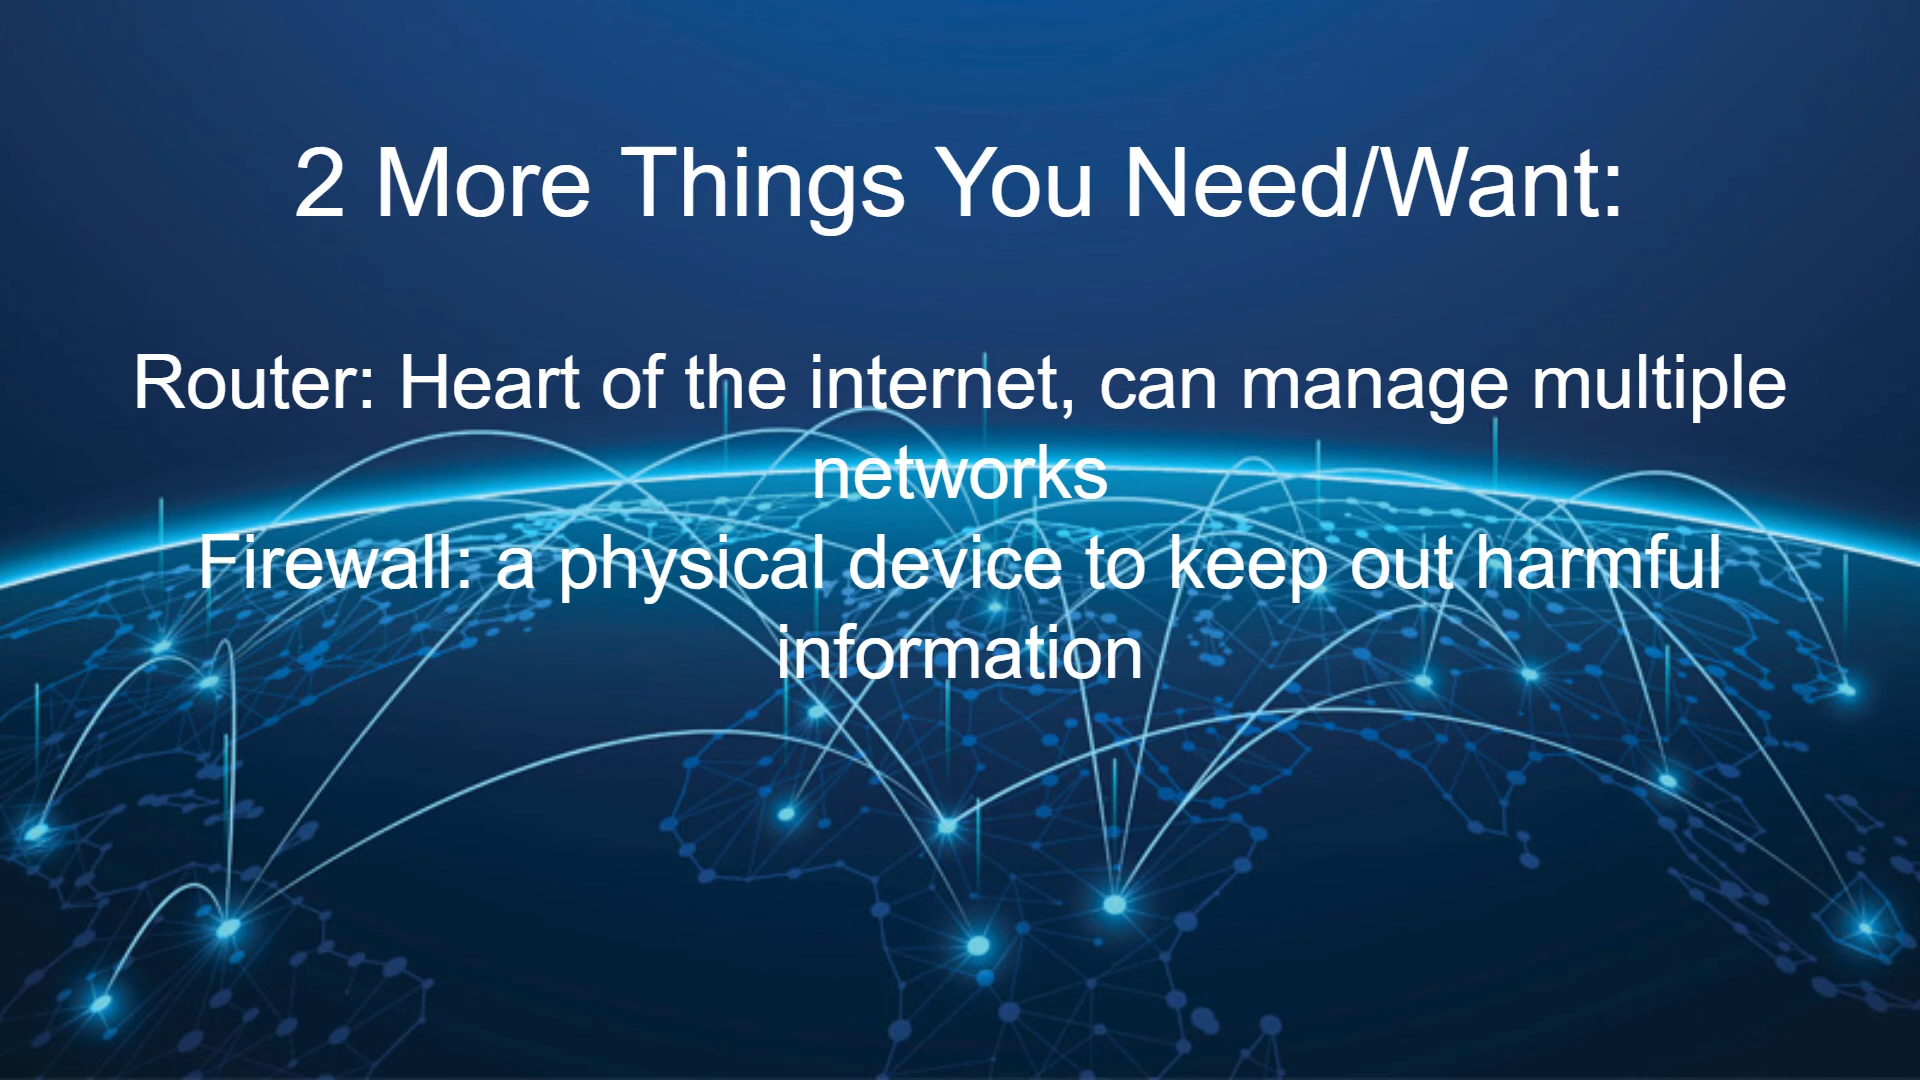 2 More Things You Need/Want:
Router: Heart of the internet, can manage multiple
networks
Firewall: a physical device to keep out harmful
information